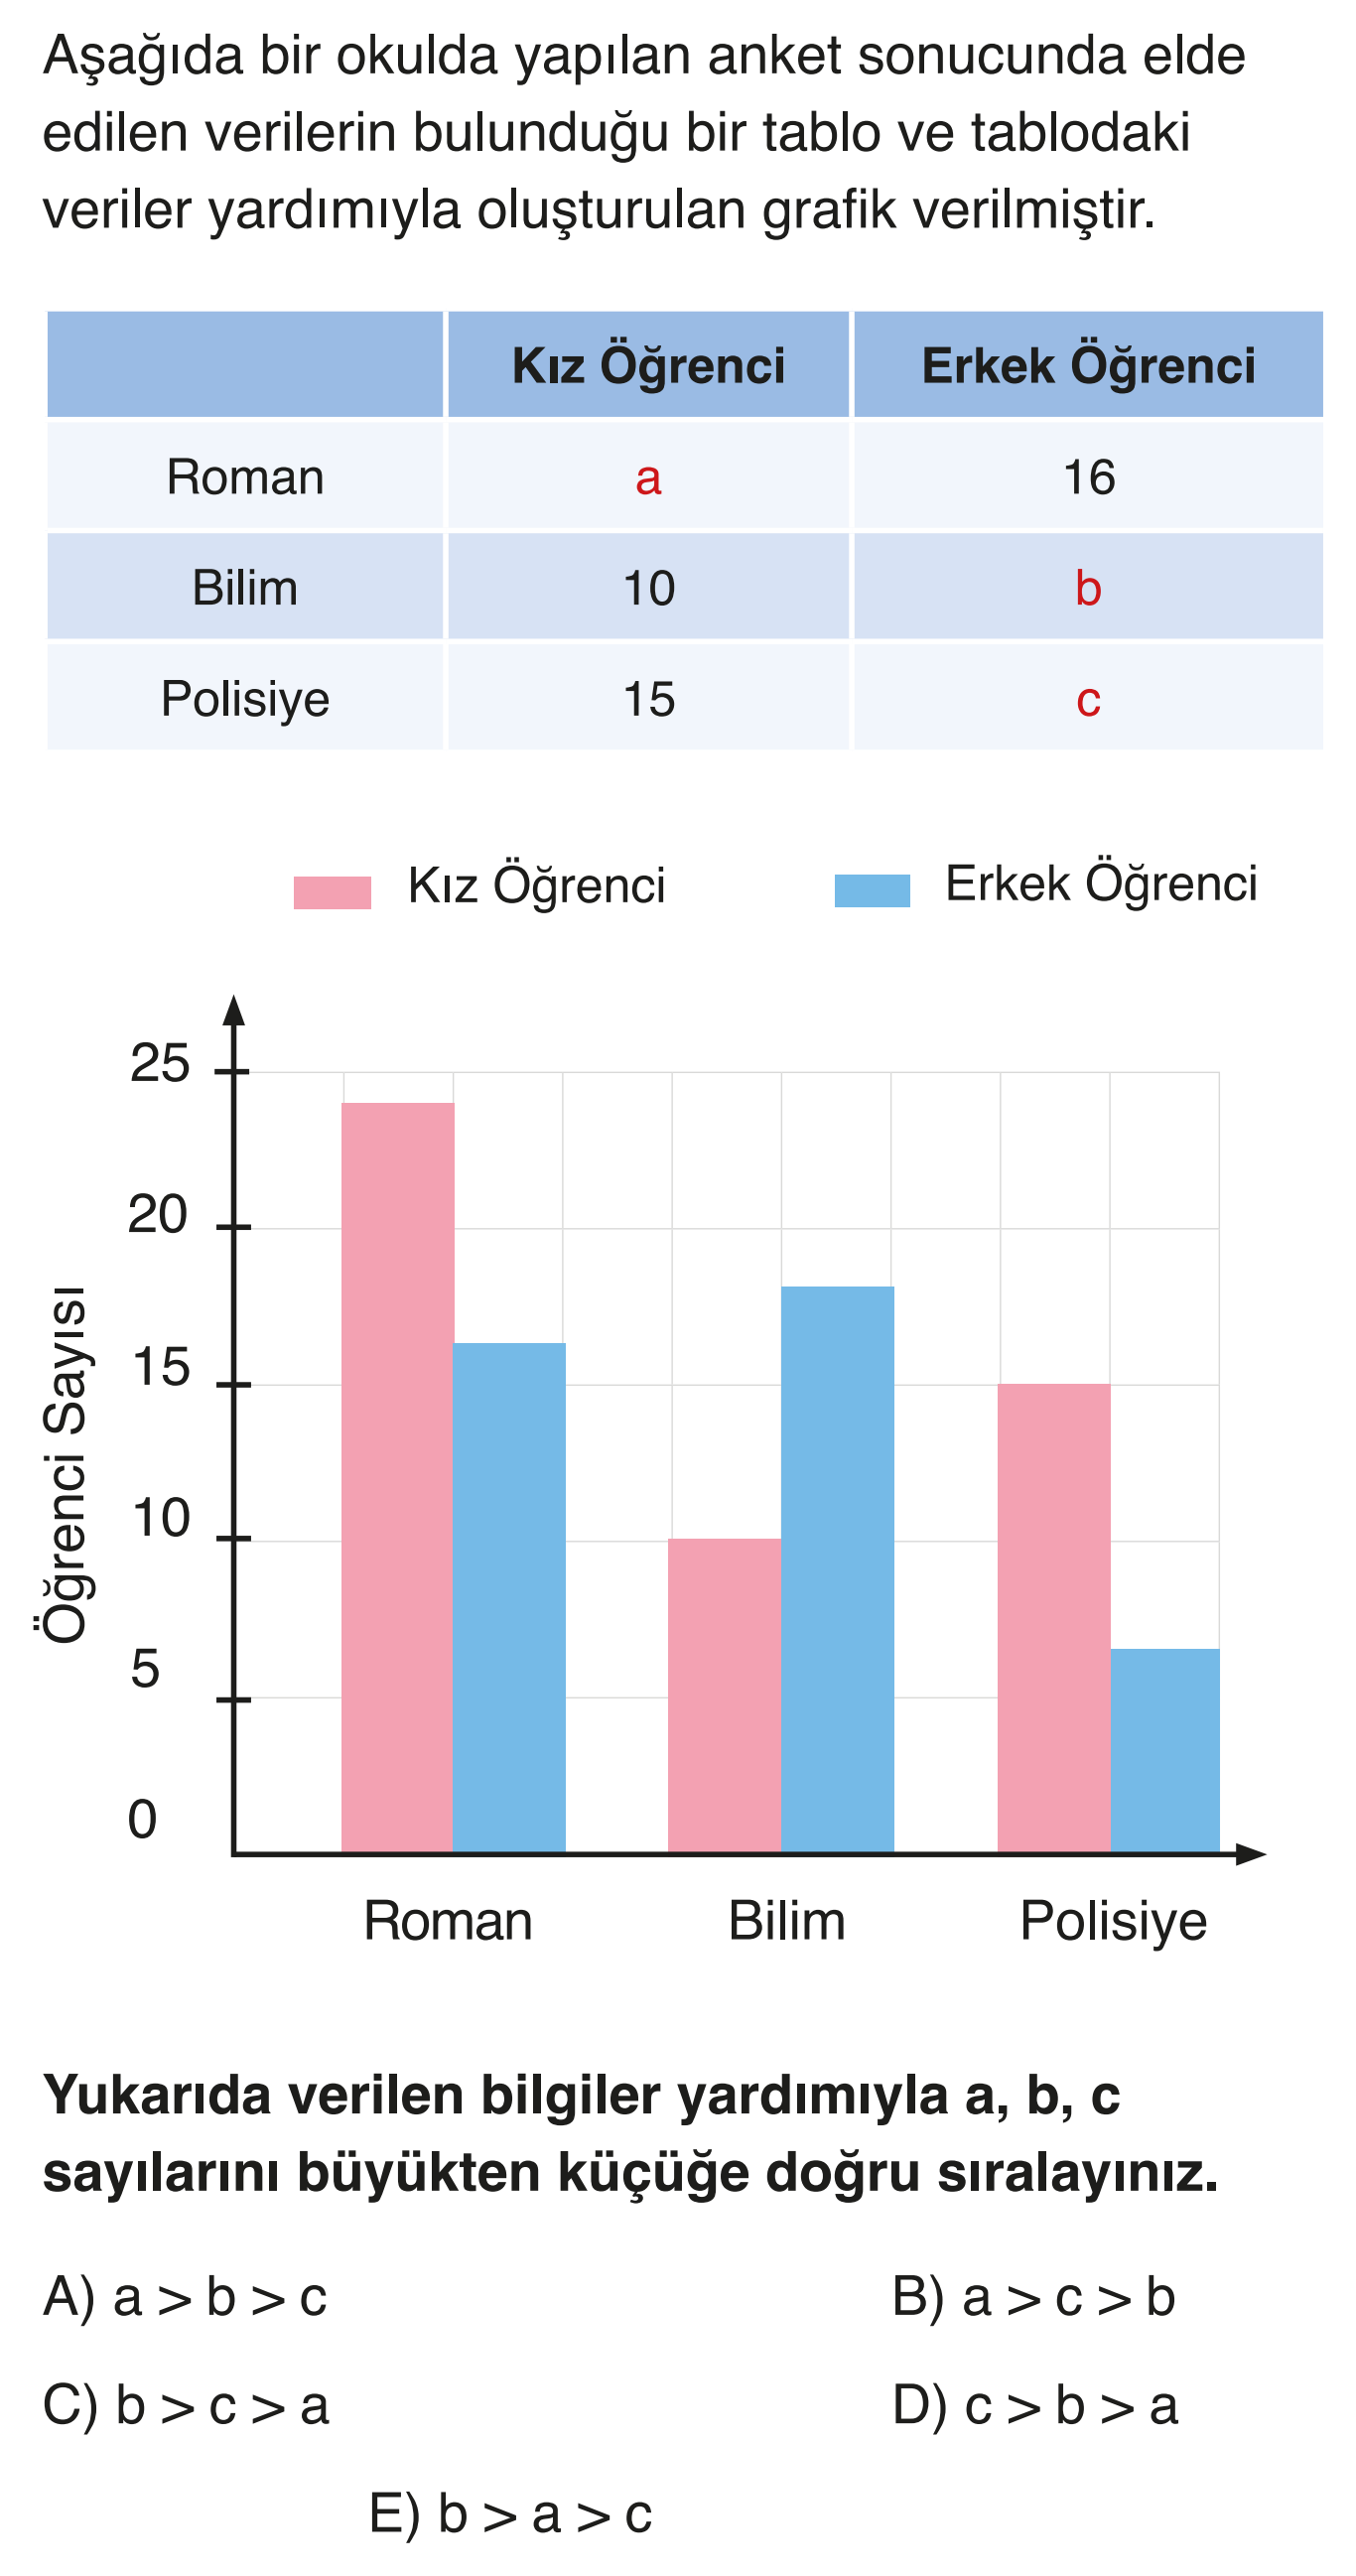 Aşağıda bir okulda yapılan anket sonucunda elde
edilen verilerin bulunduğu bir tablo ve tablodaki
veriler yardımıyla oluşturulan grafik verilmiştir.
Kız Öğrenci Erkek Öğrenci
Roman a 16
Bilim 10 b
Polisiye 15 c
Kız Öğrenci Erkek Öğrenci
25
20
15
10
5
0
Öğrenci Sayısı
Roman Bilim Polisiye
Yukarıda verilen bilgiler yardımıyla a, b, c
sayılarını büyükten küçüğe doğru sıralayınız.
A) a > b > c B) a > c > b
C) b > c > a D) c > b > a
E) b > a > c